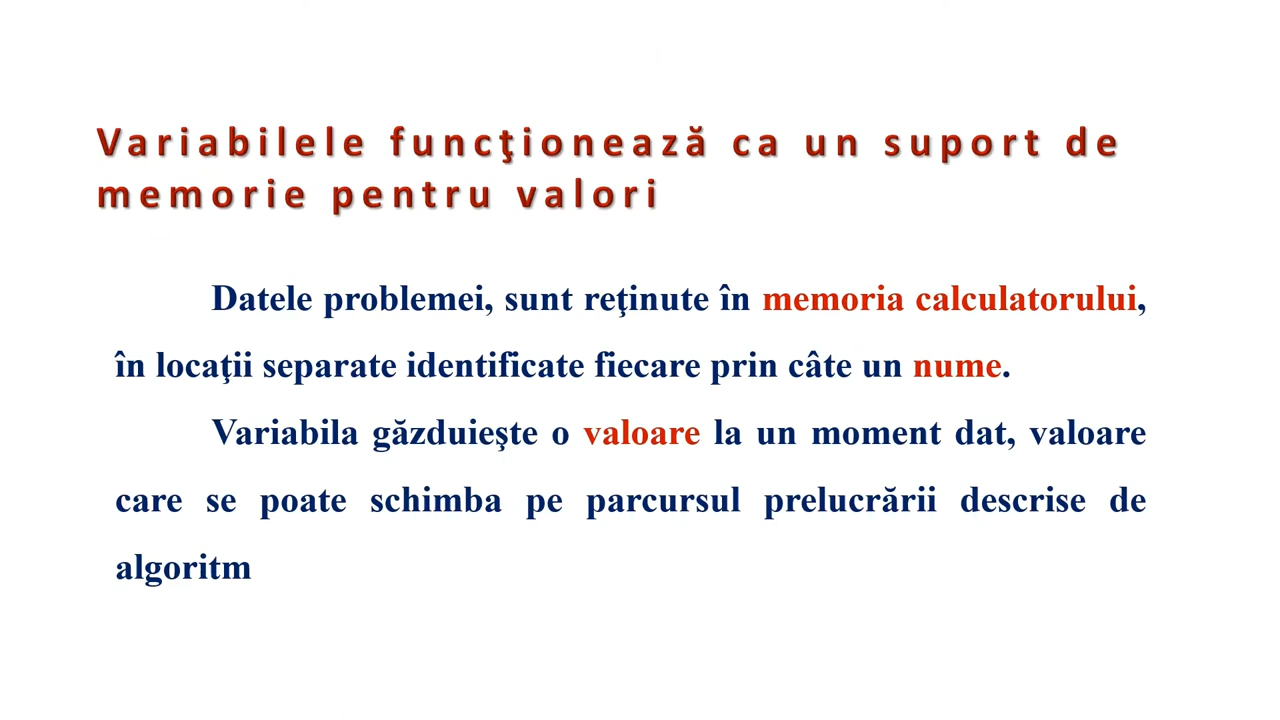 Variabilele funcţionează ca un suport de
memorie pentru valori
Datele problemei, sunt reţinute în memoria calculatorului,
în locaţii separate identificate fiecare prin câte un nume.
Variabila găzduieşte o valoare la un moment dat, valoare
care se poate schimba pe parcursul prelucrării descrise de
algoritm